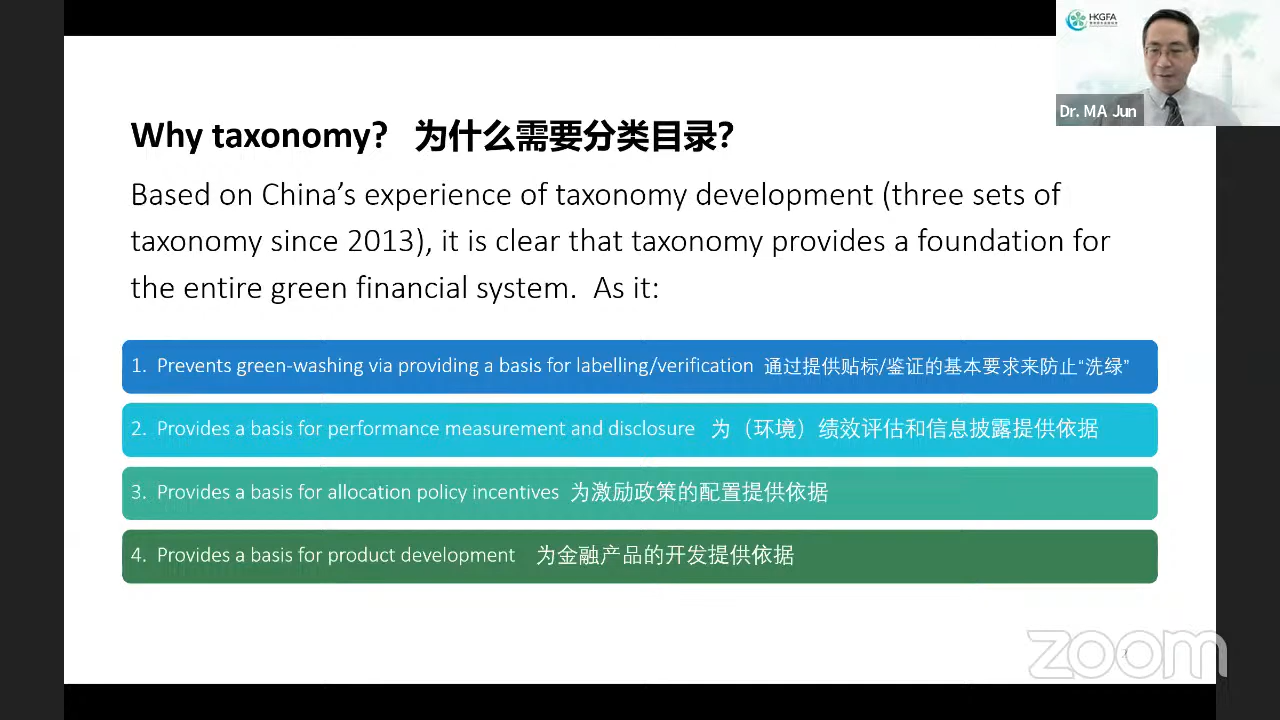 HKGFA
Dr. MA Jun
Why taxonomy? 为什么需要分类目录?
Based on China's experience of taxonomy development (three sets of
taxonomy since 2013), it is clear that taxonomy provides a foundation for
the entire green financial system. As it:
1. Prevents green-washing via providing a basis for labelling/verification 通过提供贴标/鉴证的基本要求来防止“洗绿”
2. Provides a basis for performance measurement and disclosure 为（环境）绩效评估和信息披露提供依据
3. Provides a basis for allocation policy incentives 为激励政策的配置提供依据
4. Provides a basis for product development 为金融产品的开发提供依据
zoom